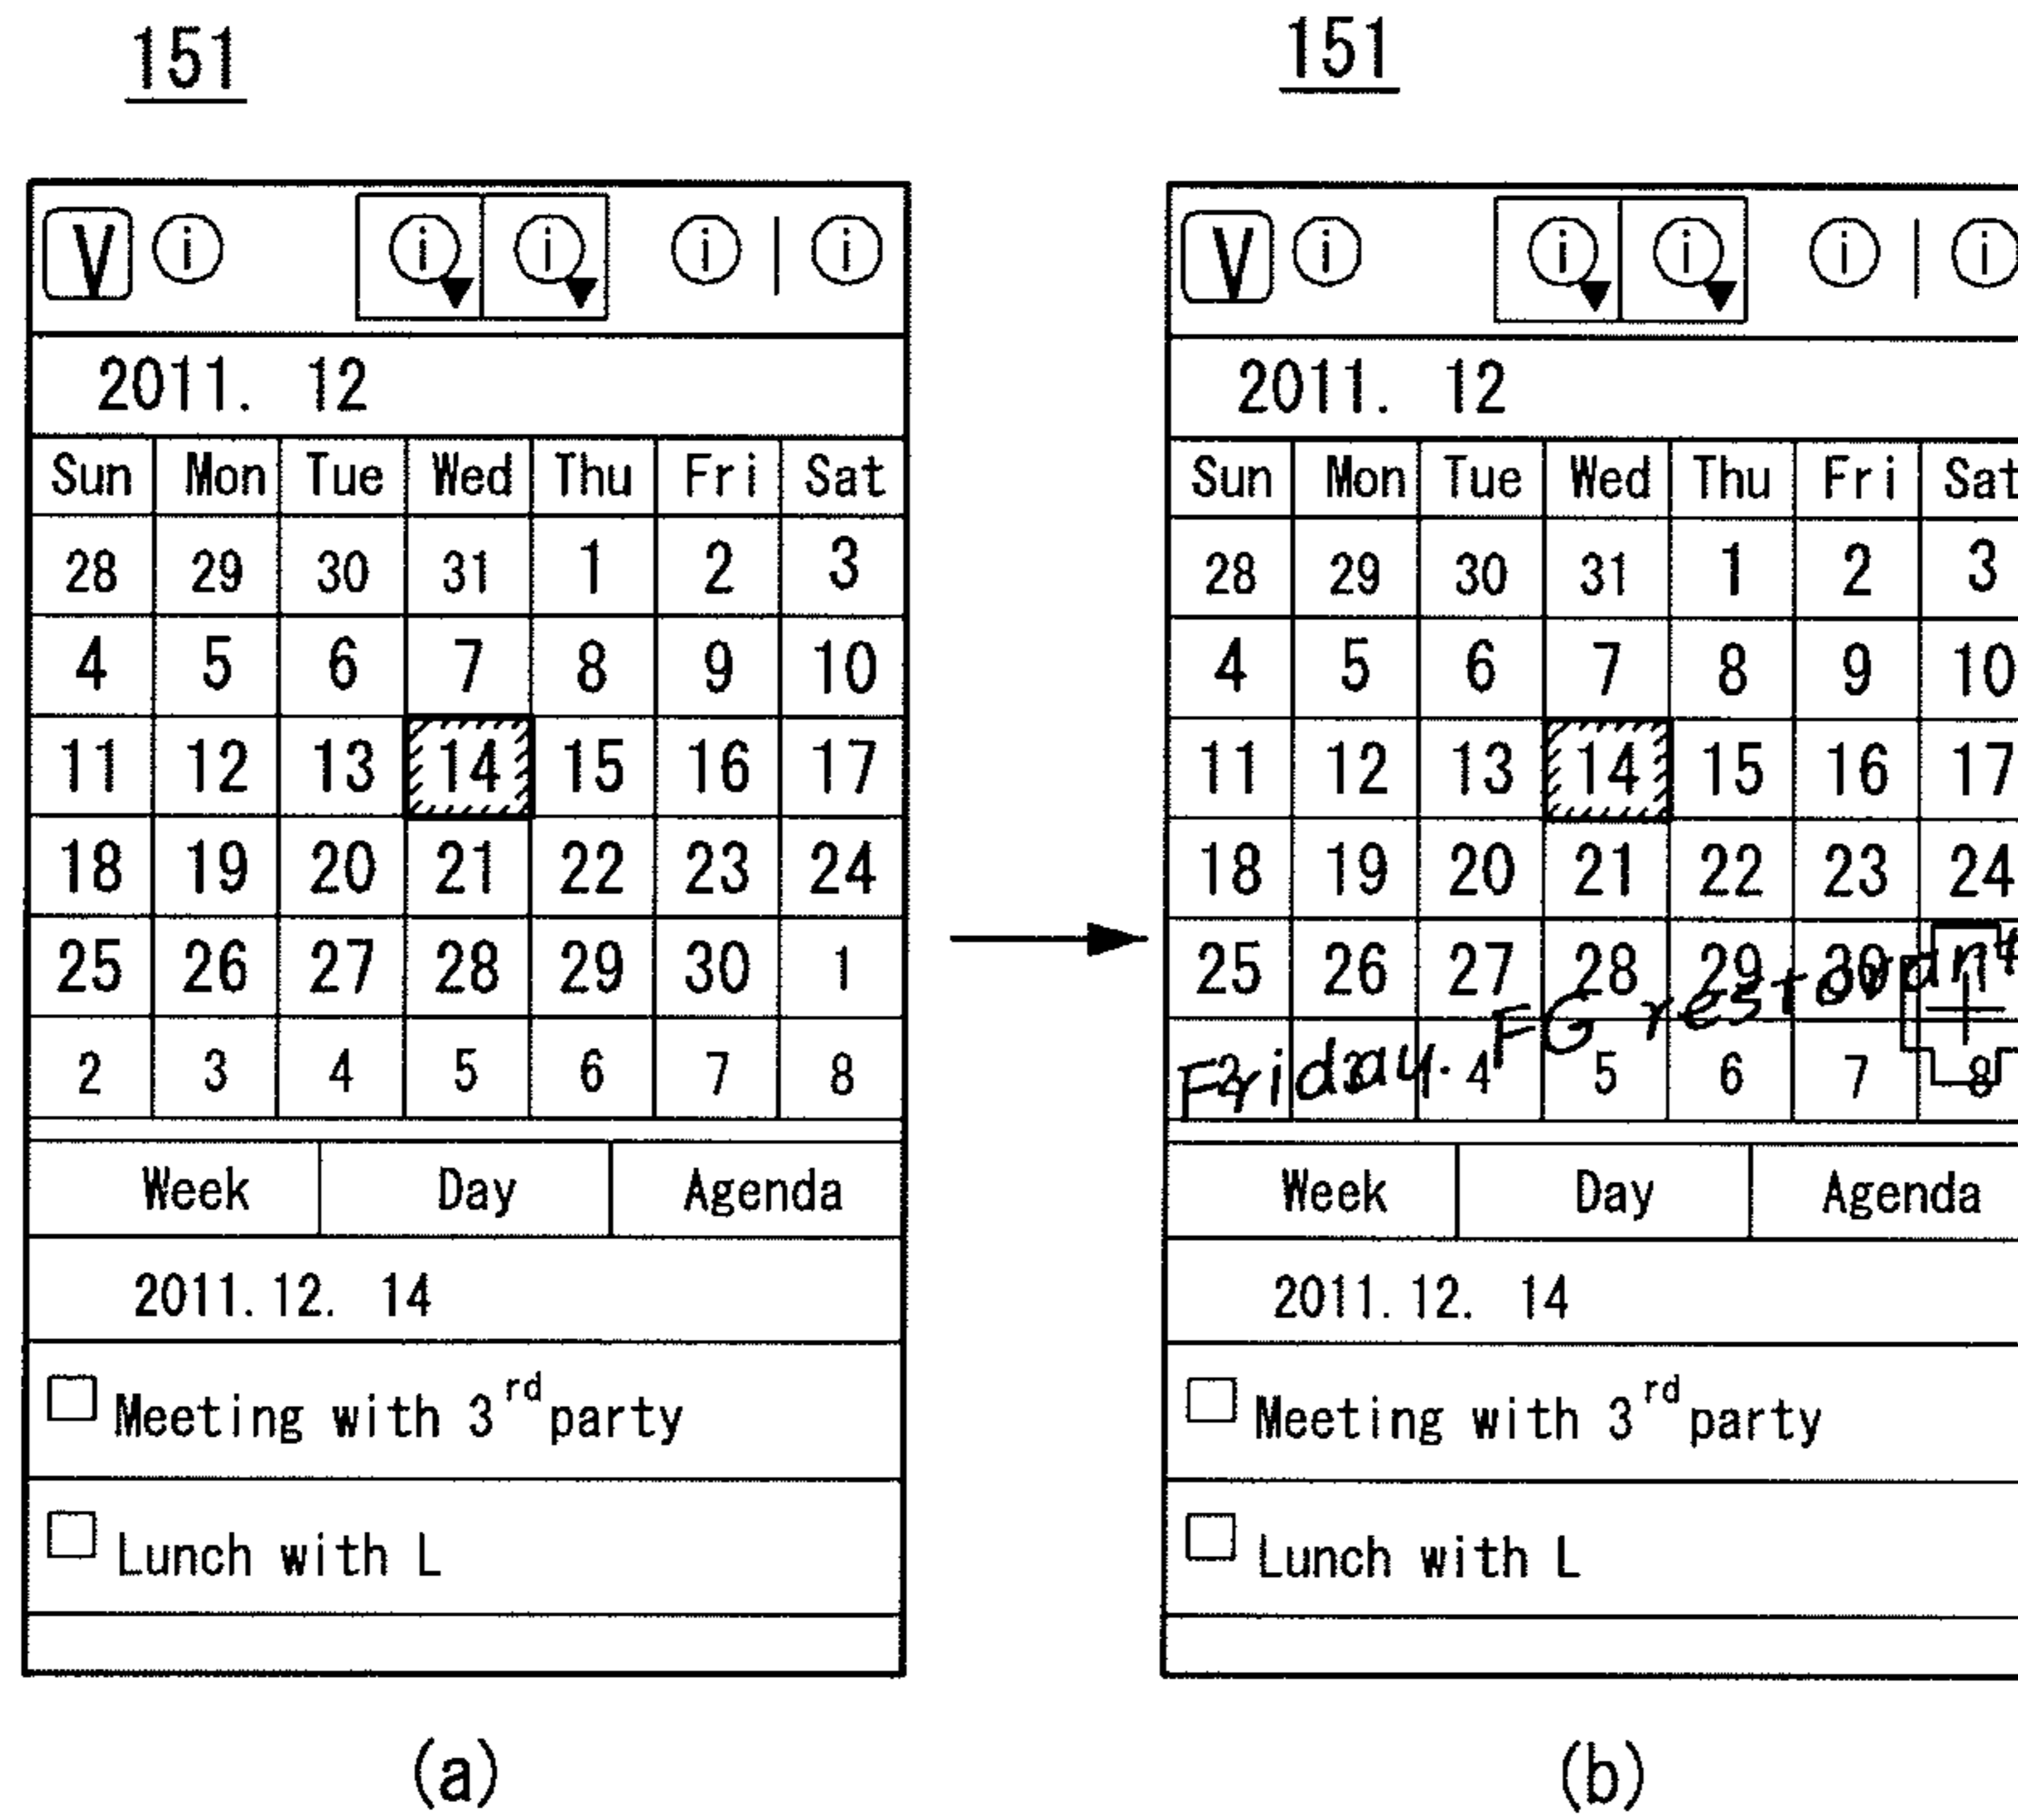 151
V i i i i | i
2011. 12
Sun Mon Tue Wed Thu Fri Sat
28 29 30 31 1 2 3
4 5 6 7 8 9 10
11 12 13 14 15 16 17
18 19 20 21 22 23 24
25 26 27 28 29 30 1
2 3 4 5 6 7 8
Week Day Agenda
2011.12. 14
Meeting with 3rd party
Lunch with L
(a)
151
V i i i i | i
2011. 12
Sun Mon Tue Wed Thu Fri Sat
28 29 30 31 1 2 3
4 5 6 7 8 9 10
11 12 13 14 15 16 17
18 19 20 21 22 23 24
25 26 27 28 29 30
2 3 4 5 6 7 8
Friday. FG
Week Day Agenda
2011.12. 14
Meeting with 3rd party
Lunch with L
(b)